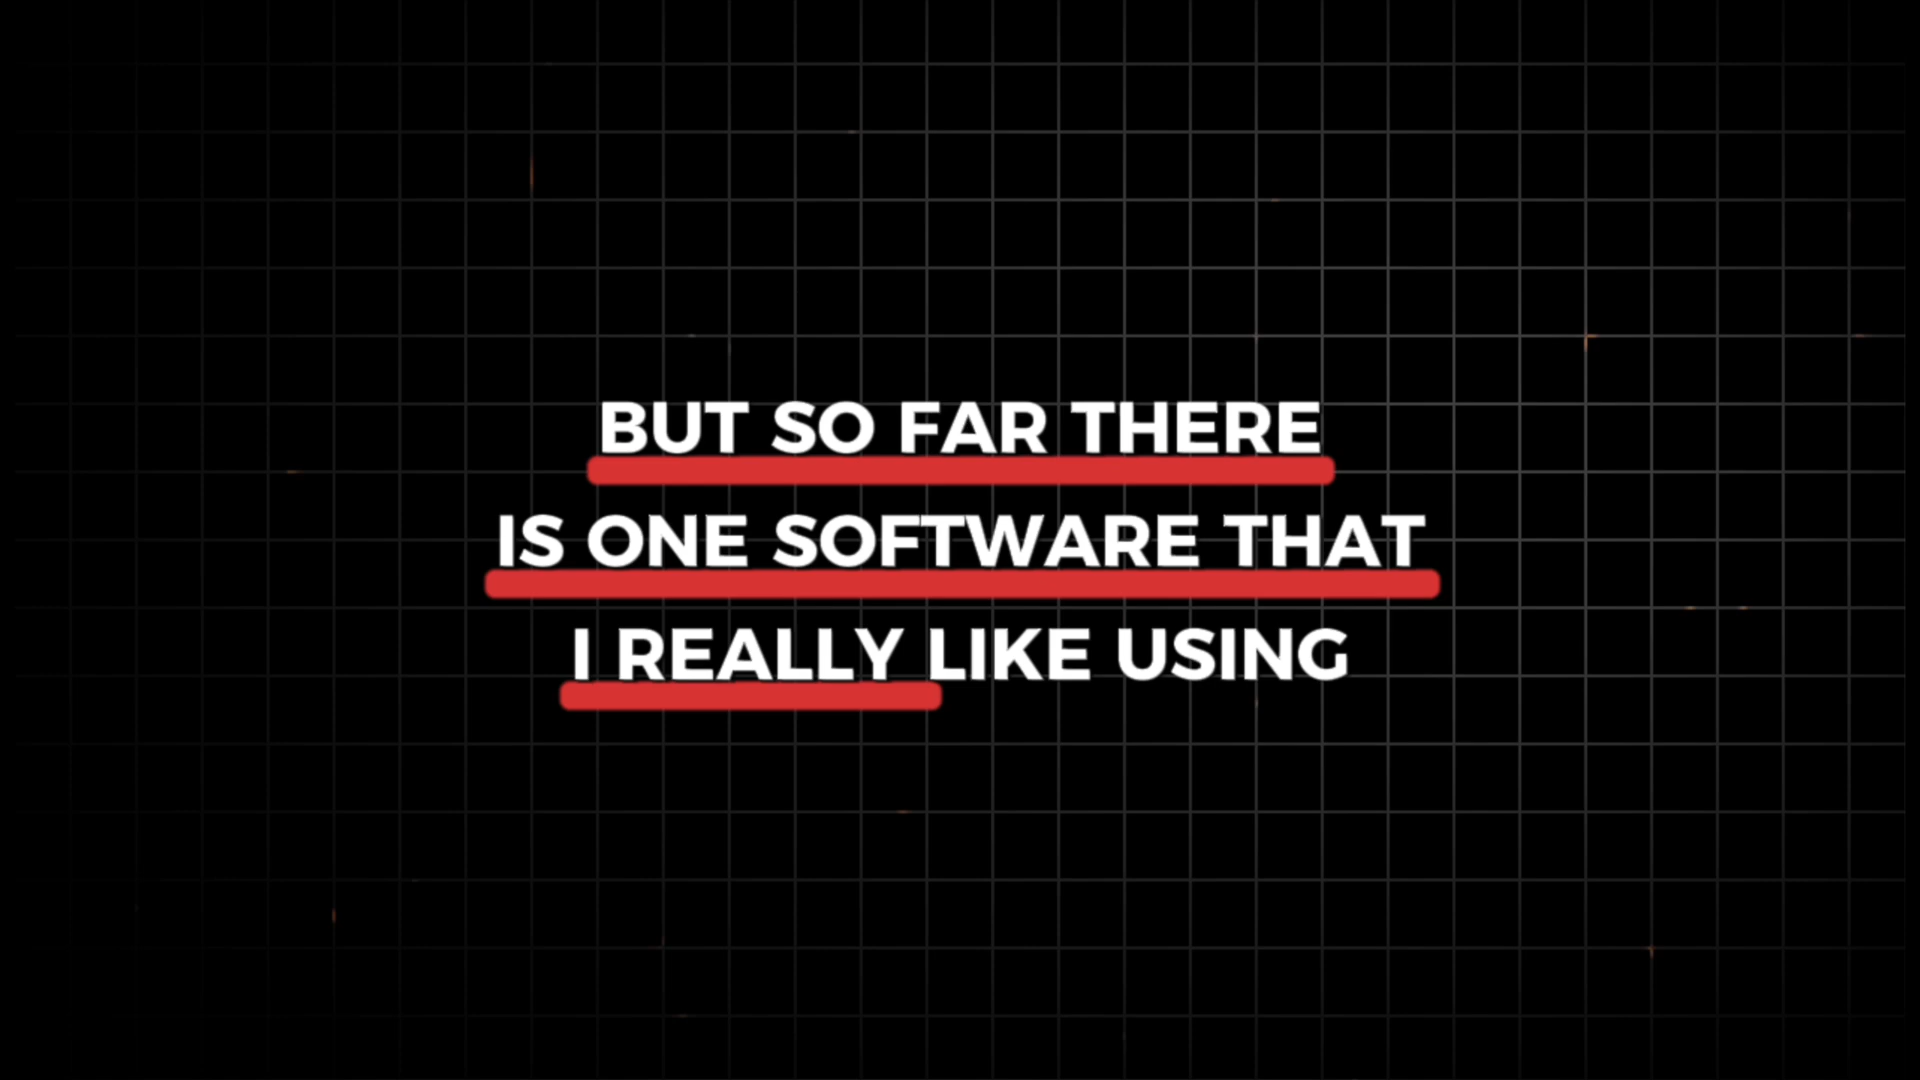 BUT SO FAR THERE
IS ONE SOFTWARE THAT
I REALLY LIKE USING